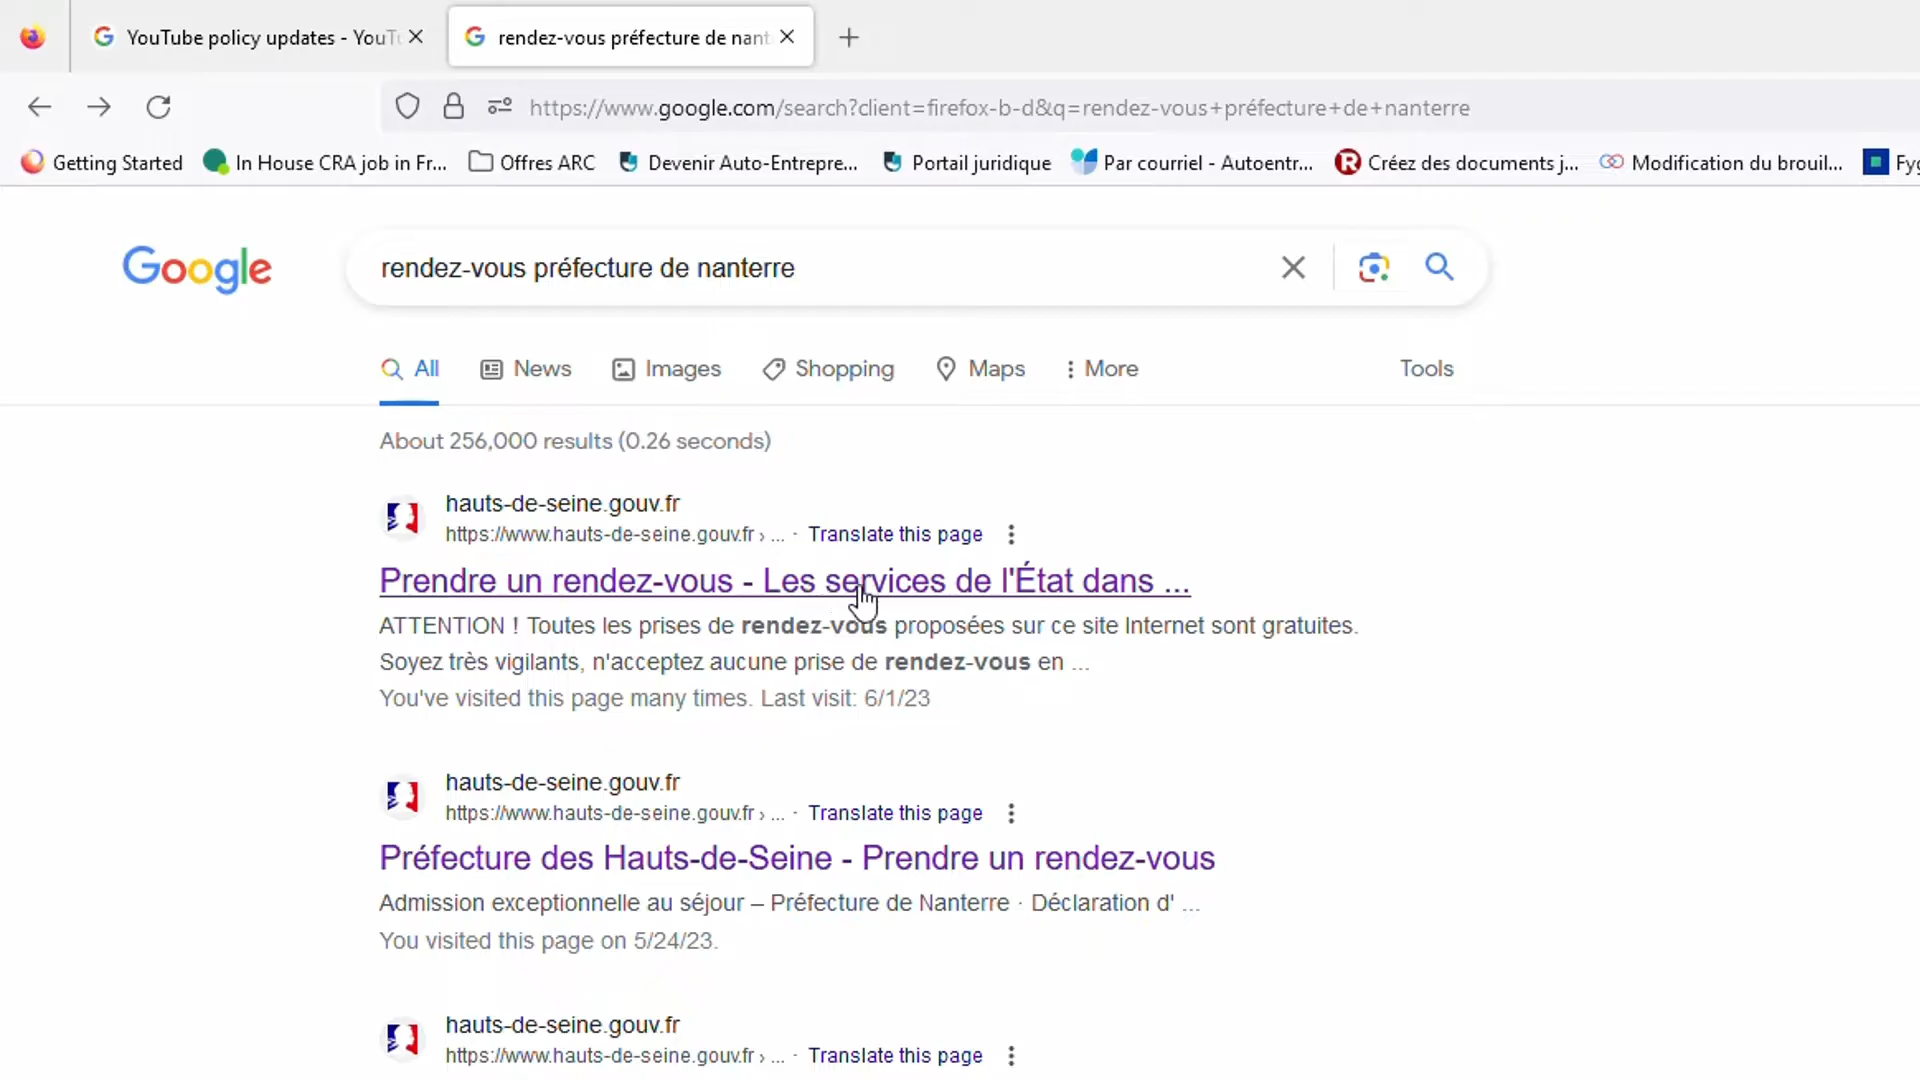 YouTube policy updates - YouTu
rendez-vous préfecture de nant
https://www.google.com/search?client=firefox-b-d&q=rendez-vous+préfecture+de+nanterre
Getting Started In House CRA job in Fr... Offres ARC Devenir Auto-Entrepre... Portail juridique Par courriel - Autoentr... Créez des documents j... Modification du brouil... Fyg
Google
rendez-vous préfecture de nanterre
All News Images Shopping Maps More Tools
About 256,000 results (0.26 seconds)
hauts-de-seine.gouv.fr
https://www.hauts-de-seine.gouv.fr › ... · Translate this page
Prendre un rendez-vous - Les services de l'État dans ...
ATTENTION ! Toutes les prises de rendez-vous proposées sur ce site Internet sont gratuites.
Soyez très vigilants, n'acceptez aucune prise de rendez-vous en ...
You've visited this page many times. Last visit: 6/1/23
hauts-de-seine.gouv.fr
https://www.hauts-de-seine.gouv.fr › ... · Translate this page
Préfecture des Hauts-de-Seine - Prendre un rendez-vous
Admission exceptionnelle au séjour – Préfecture de Nanterre · Déclaration d' ...
You visited this page on 5/24/23.
hauts-de-seine.gouv.fr
https://www.hauts-de-seine.gouv.fr › ... · Translate this page